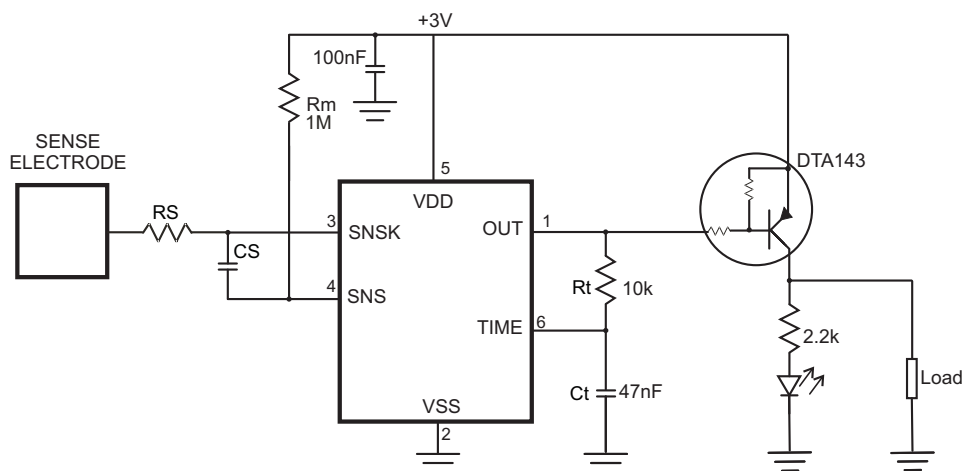 +3V
100nF
Rm
1M
SENSE
ELECTRODE
DTA143
5
VDD
RS
3
SNSK
OUT
1
CS
4
SNS
Rt
10k
TIME
6
2.2k
Ct
47nF
Load
VSS
2